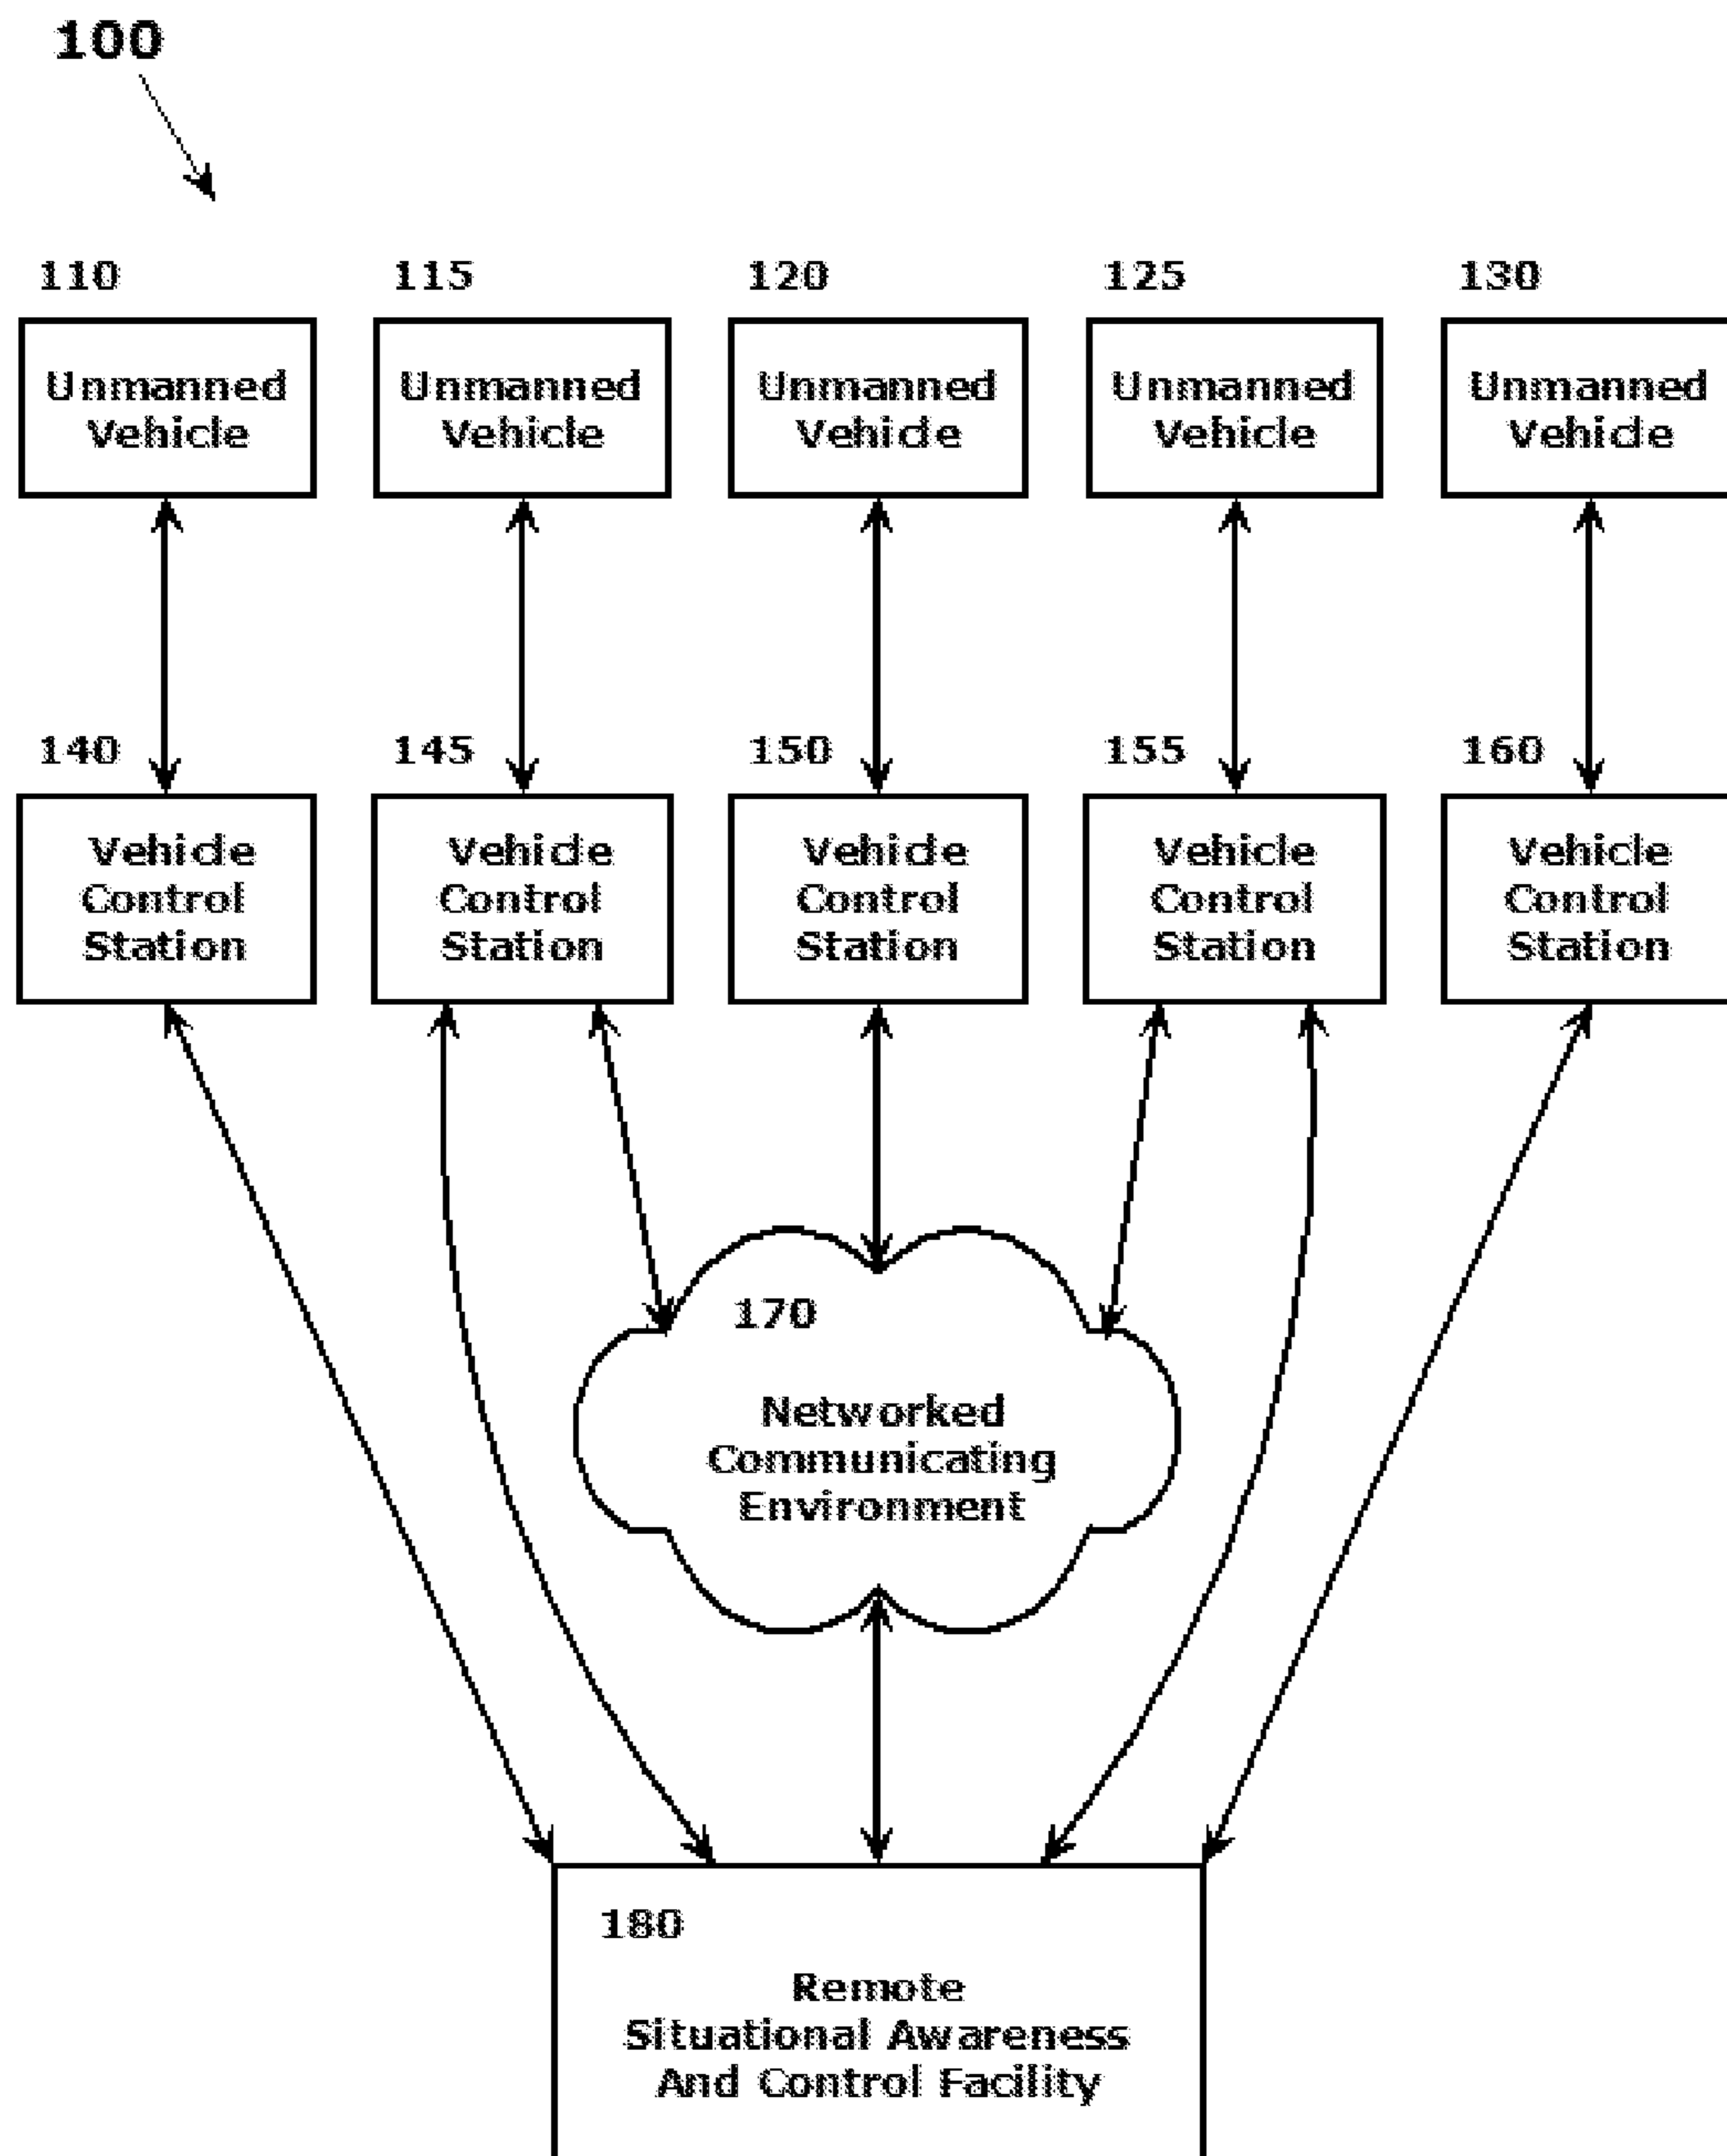 100
110 115 120 125 130
Unmanned Unmanned Unmanned Unmanned Unmanned
Vehicle Vehicle Vehicle Vehicle Vehicle
140 145 150 155 160
Vehicle Vehicle Vehicle Vehicle Vehicle
Control Control Control Control Control
Station Station Station Station Station
170
Networked
Communicating
Environment
180
Remote
Situational Awareness
And Control Facility